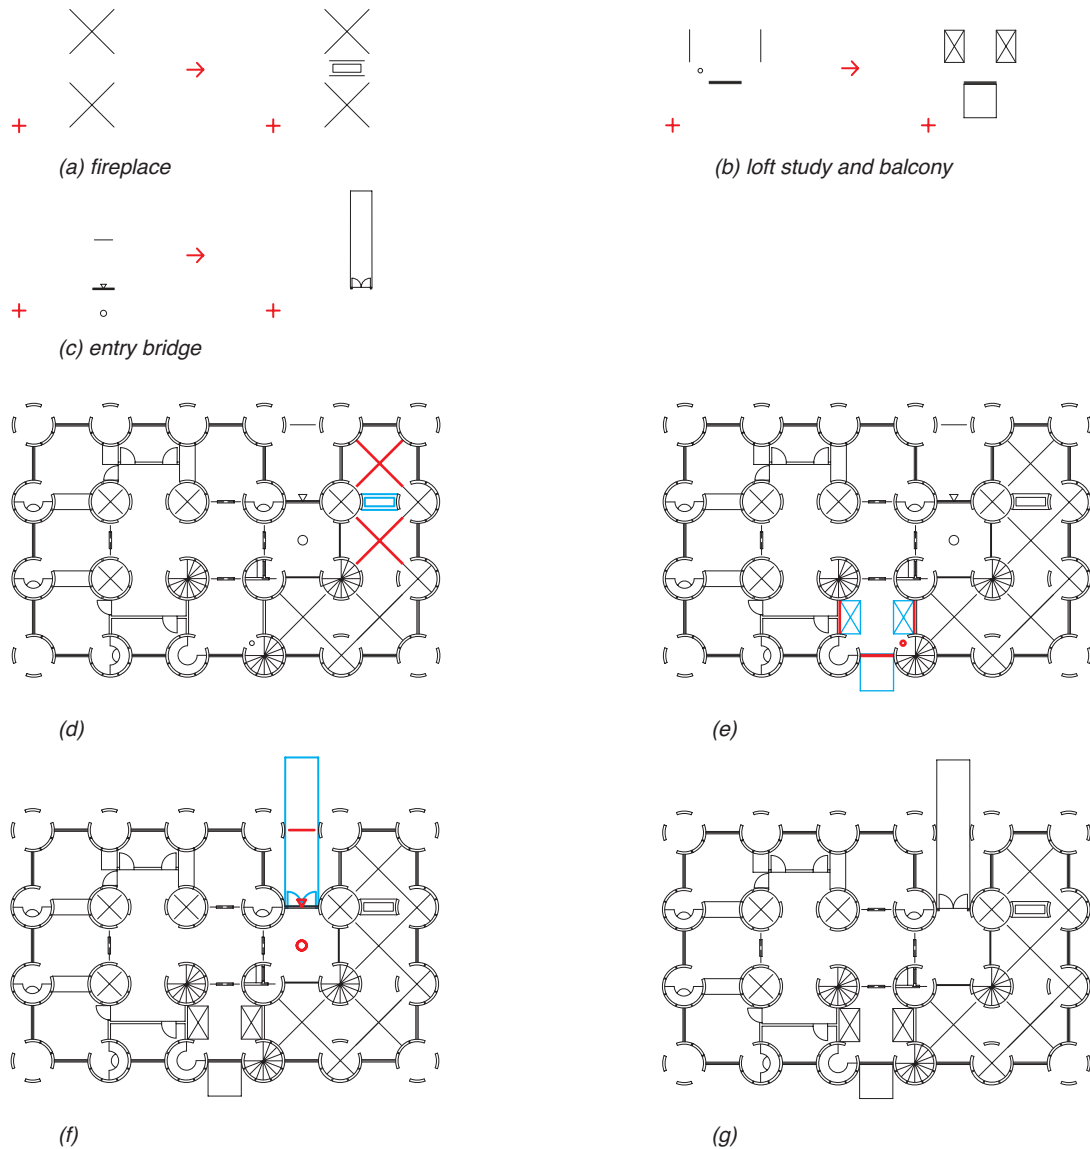 (a) fireplace
(b) loft study and balcony
(c) entry bridge
(d)
(e)
(f)
(g)